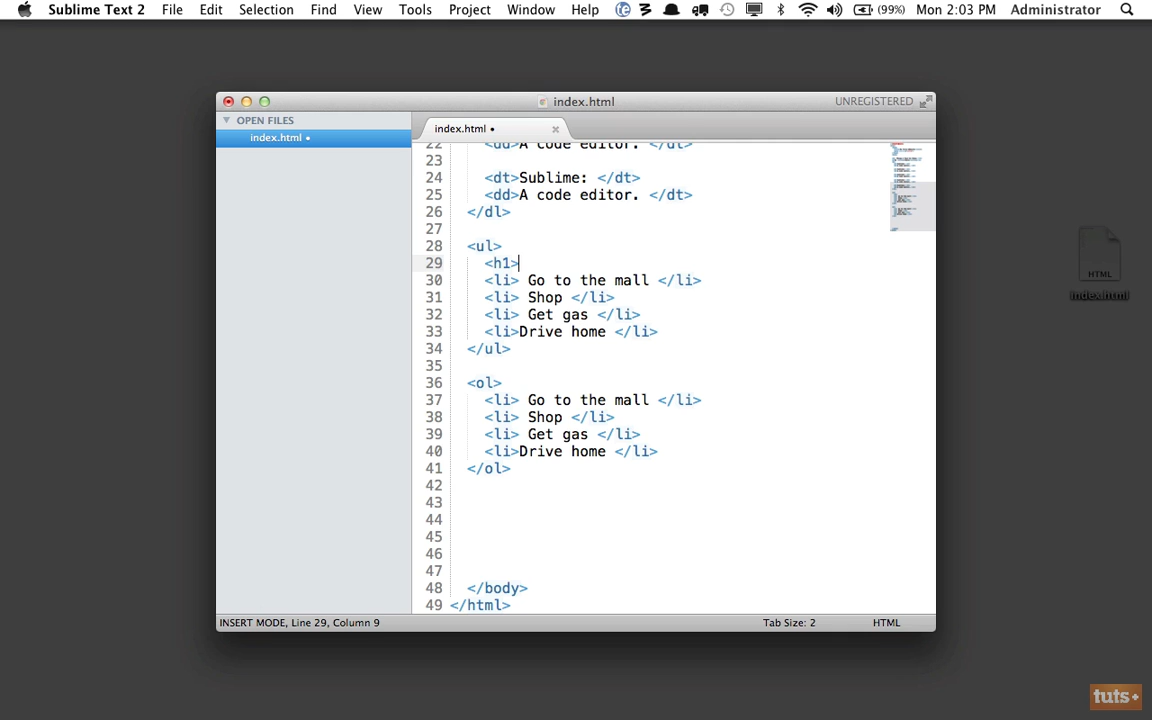 Sublime Text 2 File Edit Selection Find View Tools Project Window Help (99%) Mon 2:03 PM Administrator
index.html UNREGISTERED
OPEN FILES
index.html •
index.html •
22 <dd>A code editor. </dt>
23
24 <dt>Sublime: </dt>
25 <dd>A code editor. </dt>
26 </dl>
27
28 <ul>
29 <h1>
30 <li> Go to the mall </li>
31 <li> Shop </li>
32 <li> Get gas </li>
33 <li>Drive home </li>
34 </ul>
35
36 <ol>
37 <li> Go to the mall </li>
38 <li> Shop </li>
39 <li> Get gas </li>
40 <li>Drive home </li>
41 </ol>
42
43
44
45
46
47
48 </body>
49 </html>
INSERT MODE, Line 29, Column 9 Tab Size: 2 HTML
HTML
index.html
tuts+